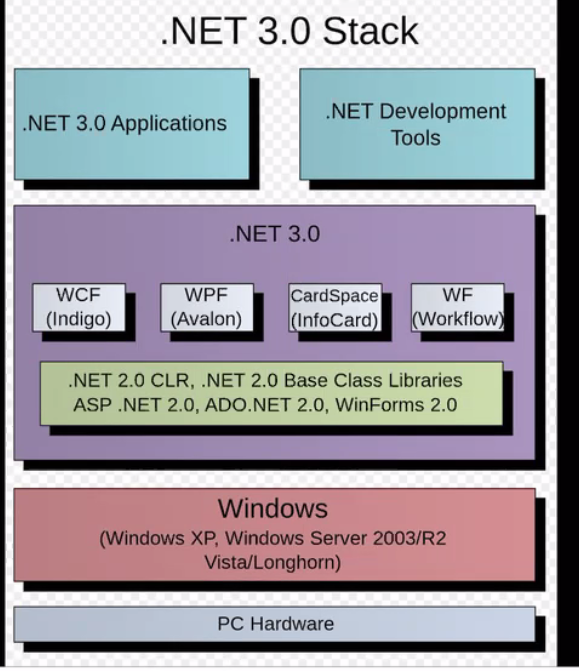 .NET 3.0 Stack
.NET 3.0 Applications
.NET Development
Tools
.NET 3.0
WCF
(Indigo)
WPF
(Avalon)
CardSpace
(InfoCard)
WF
(Workflow)
.NET 2.0 CLR, .NET 2.0 Base Class Libraries
ASP .NET 2.0, ADO.NET 2.0, WinForms 2.0
Windows
(Windows XP, Windows Server 2003/R2
Vista/Longhorn)
PC Hardware